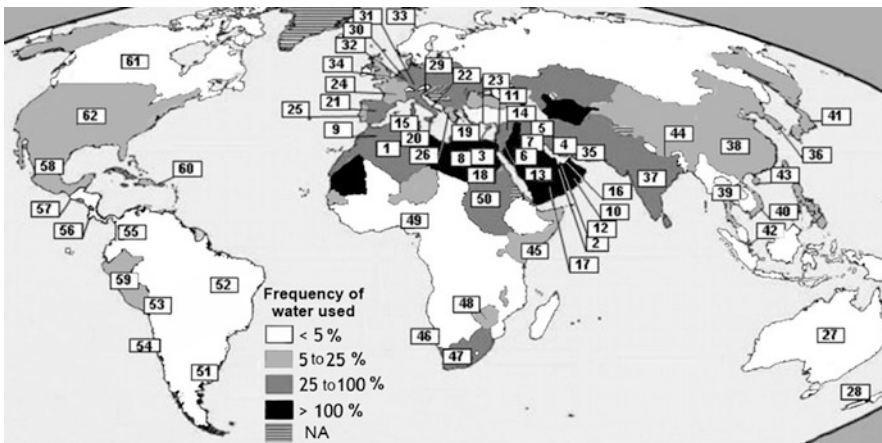 31 33
30
32
34 29 22 23
61
24 11
21
62 25 14 41
9 15 19 5 44
20 7 4 38
1 26 8 3 6 35 36
58 60 18 13 37 43
57 50 16 39
56 55 49 10 40
12 42
45 2
59 52 17
53 48
54 46 27
51 47 28
Frequency of
water used
< 5 %
5 to 25 %
25 to 100 %
> 100 %
NA